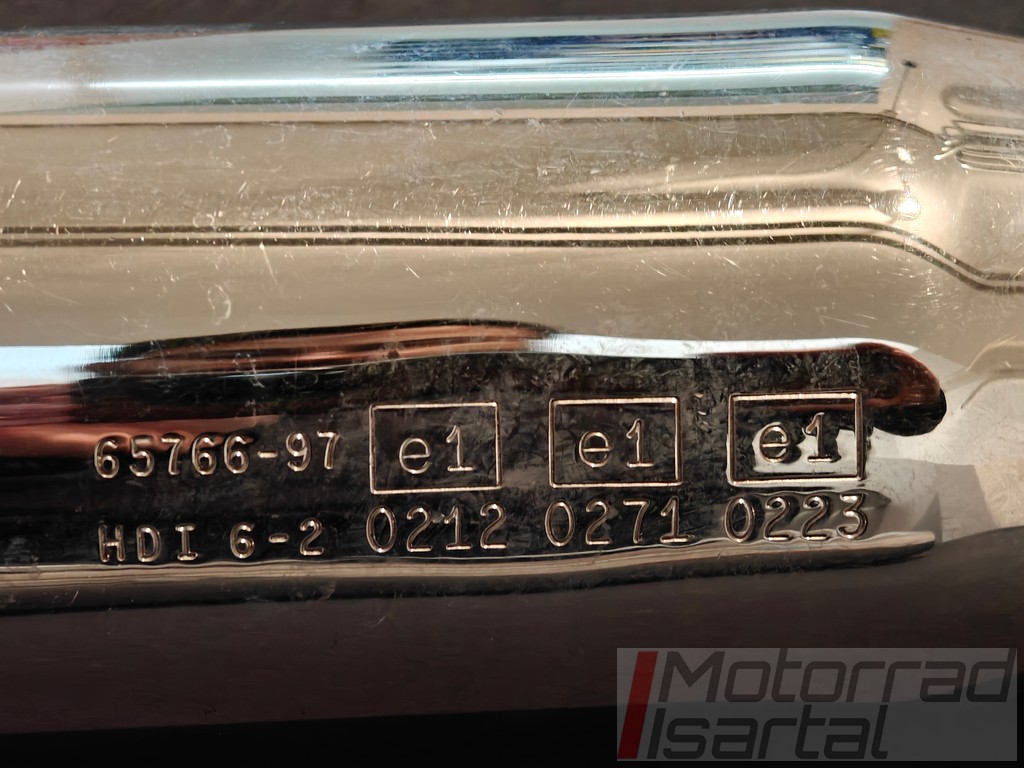 65766-97 e1 e1 e1
HDI 6-2 0212 0271 0223
Motorrad
Isartal